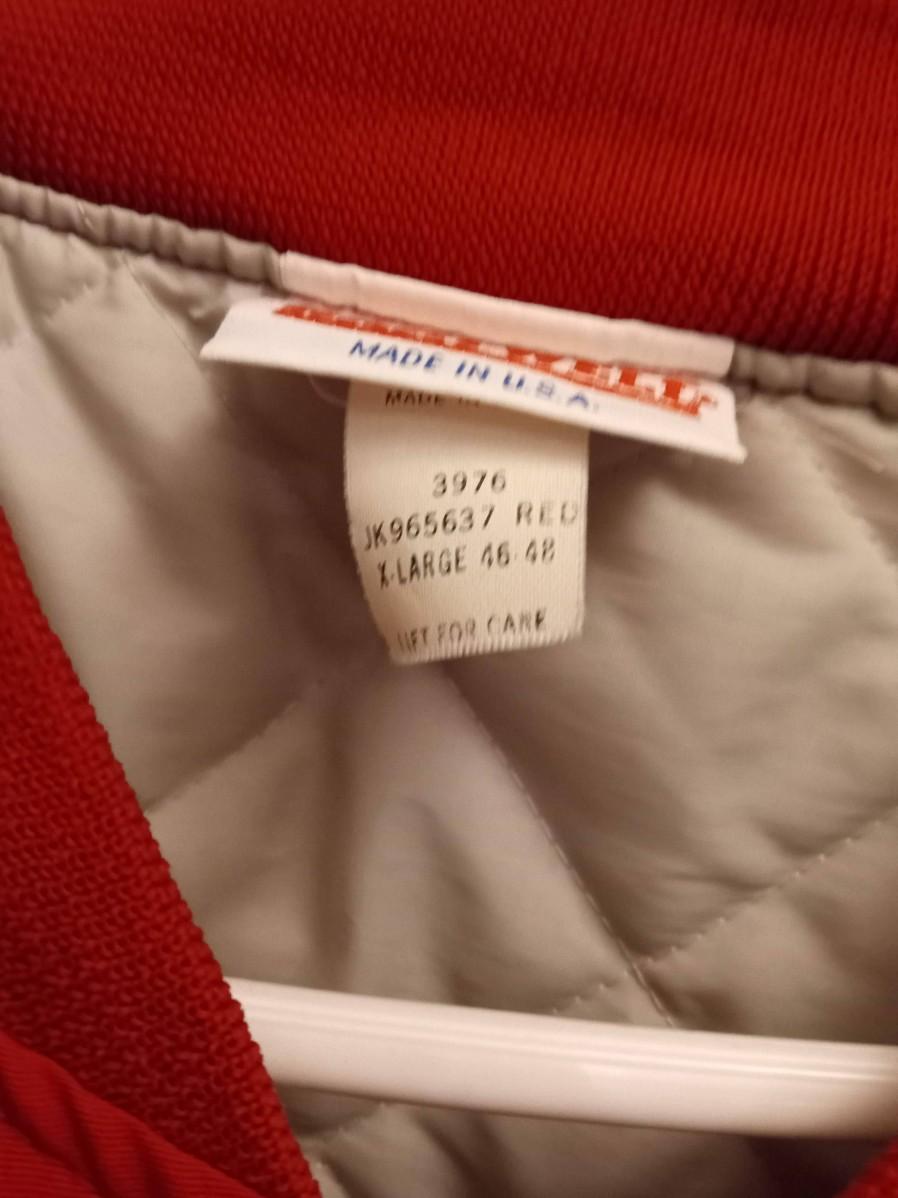 MADE IN U.S.A.
MADE IN
3976
JK965637 RED
X-LARGE 46-48
LIFT FOR CARE